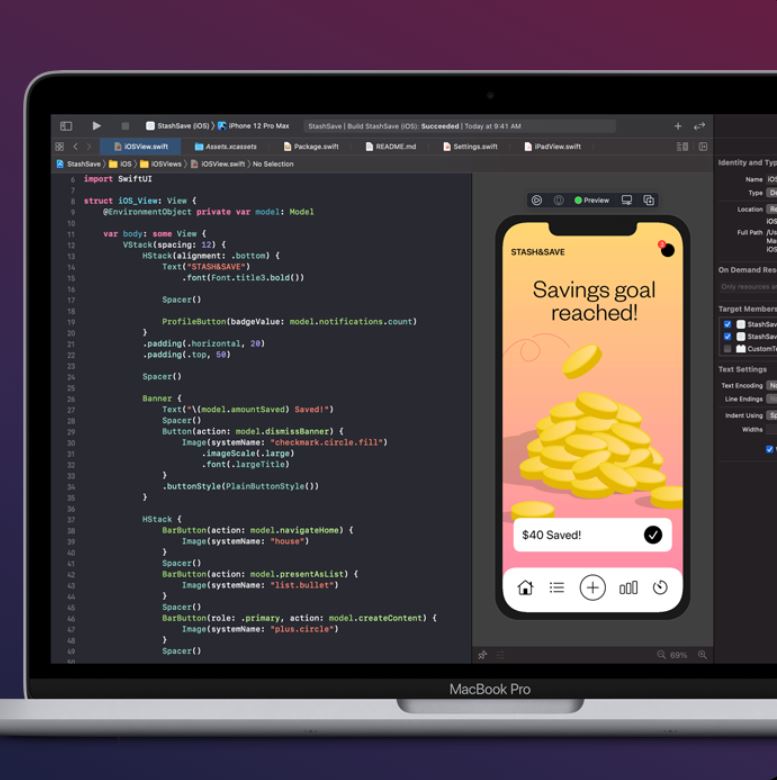 StashSave (iOS) 〉 iPhone 12 Pro Max
StashSave | Build StashSave (iOS): Succeeded | Today at 9:41 AM
iOSView.swift
Assets.xcassets
Package.swift
README.md
Settings.swift
iPadView.swift
StashSave 〉 iOS 〉 iOSViews 〉 iOSView.swift 〉 No Selection
6 import SwiftUI
7
8 struct iOS_View: View {
9 @EnvironmentObject private var model: Model
10
11 var body: some View {
12 VStack(spacing: 12) {
13 HStack(alignment: .bottom) {
14 Text("STASH&SAVE")
15 .font(Font.title3.bold())
16
17 Spacer()
18
19 ProfileButton(badgeValue: model.notifications.count)
20 }
21 .padding(.horizontal, 20)
22 .padding(.top, 50)
23
24 Spacer()
25
26 Banner {
27 Text("\(model.amountSaved) Saved!")
28 Spacer()
29 Button(action: model.dismissBanner) {
30 Image(systemName: "checkmark.circle.fill")
31 .imageScale(.large)
32 .font(.largeTitle)
33 }
34 .buttonStyle(PlainButtonStyle())
35 }
36
37 HStack {
38 BarButton(action: model.navigateHome) {
39 Image(systemName: "house")
40 }
41 Spacer()
42 BarButton(action: model.presentAsList) {
43 Image(systemName: "list.bullet")
44 }
45 Spacer()
46 BarButton(role: .primary, action: model.createContent) {
47 Image(systemName: "plus.circle")
48 }
49 Spacer()
Preview
STASH&SAVE
Savings goal
reached!
$40 Saved!
69%
Identity and Typ
Name iOS
Type De
Location Re
iOS
Full Path /Us
Ma
iOS
On Demand Res
Only resources a
Target Members
StashSav
StashSav
CustomT
Text Settings
Text Encoding No
Line Endings
Indent Using Sp
Widths
MacBook Pro